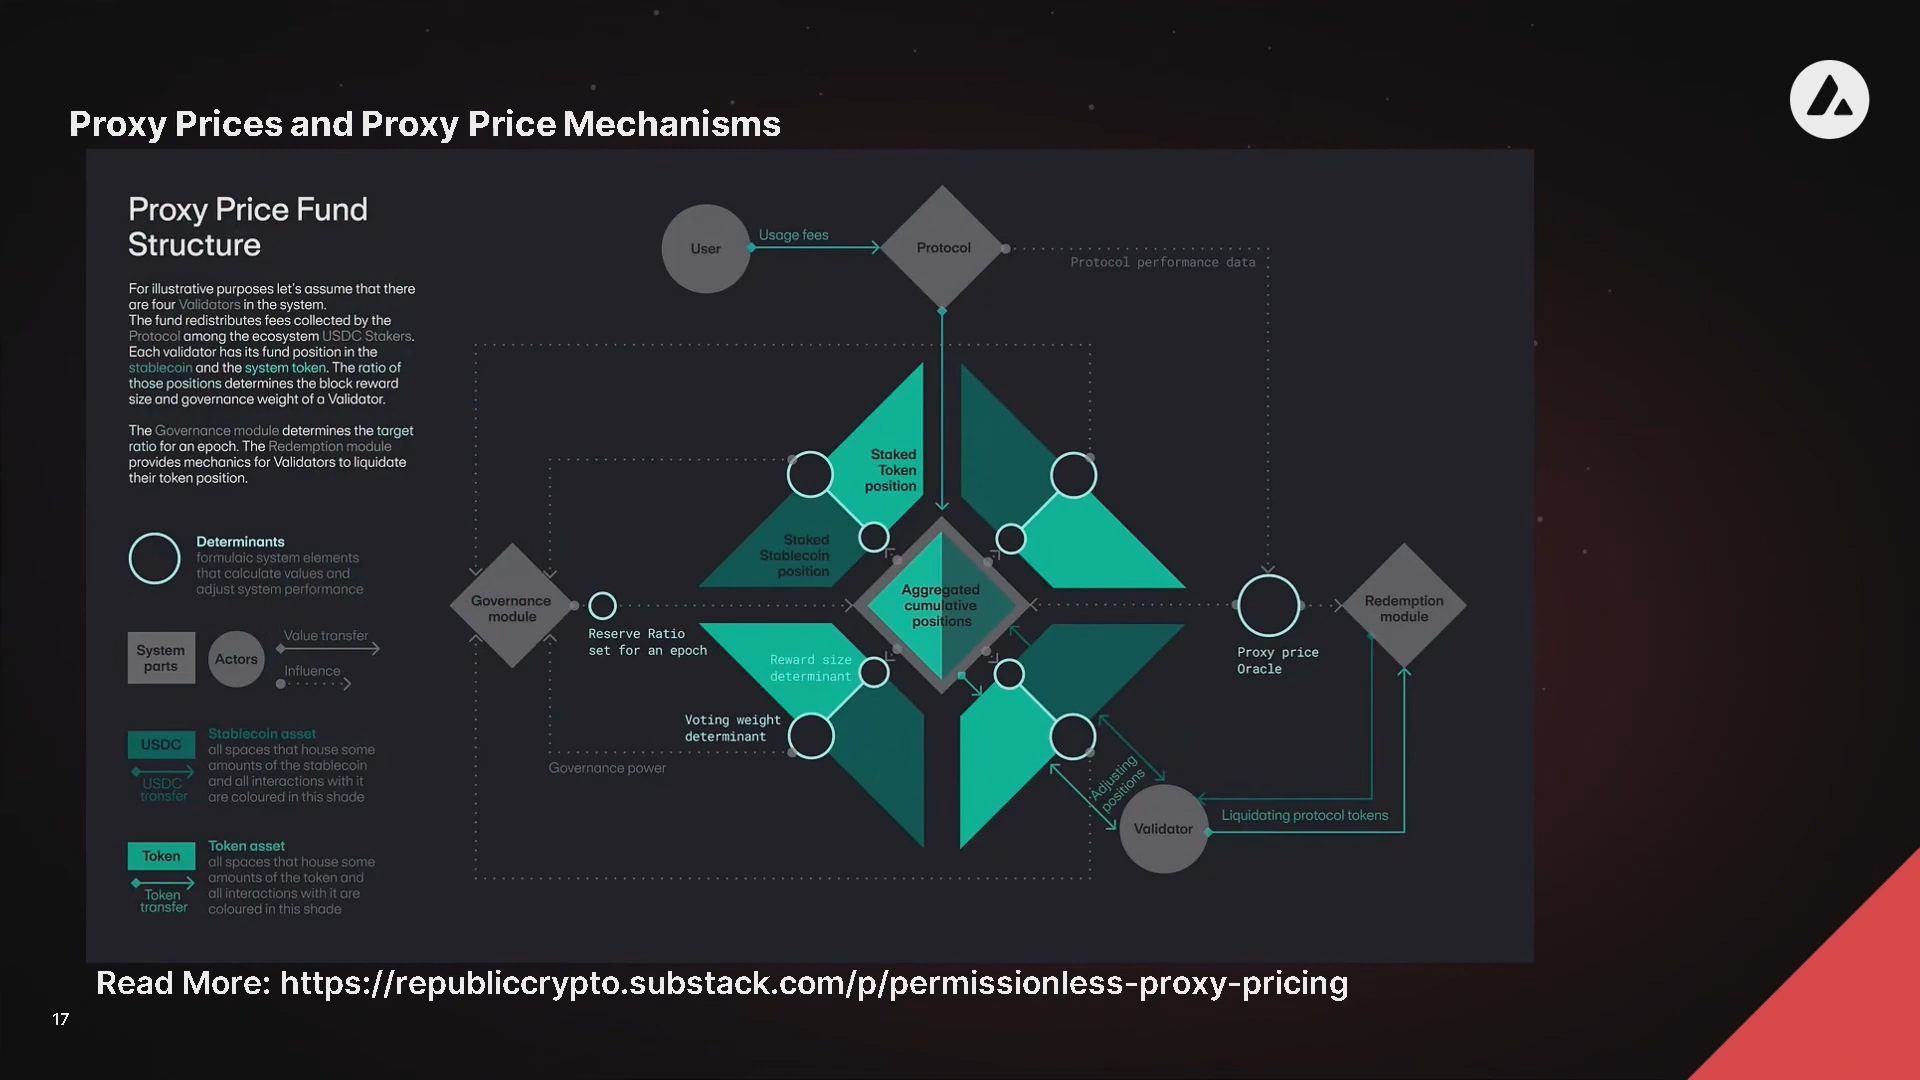 Proxy Prices and Proxy Price Mechanisms
Proxy Price Fund
Structure
For illustrative purposes let's assume that there
are four Validators in the system.
The fund redistributes fees collected by the
Protocol among the ecosystem USDC Stakers.
Each validator has its fund position in the
stablecoin and the system token. The ratio of
those positions determines the block reward
size and governance weight of a Validator.
The Governance module determines the target
ratio for an epoch. The Redemption module
provides mechanics for Validators to liquidate
their token position.
Determinants
formulaic system elements
that calculate values and
adjust system performance
System
parts
Actors
Value transfer
Influence
USDC
USDC
transfer
Stablecoin asset
all spaces that house some
amounts of the stablecoin
and all interactions with it
are coloured in this shade
Token
Token
transfer
Token asset
all spaces that house some
amounts of the token and
all interactions with it are
coloured in this shade
User
Usage fees
Protocol
Protocol performance data
Staked
Token
position
Staked
Stablecoin
position
Governance
module
Reserve Ratio
set for an epoch
Aggregated
cumulative
positions
Proxy price
Oracle
Redemption
module
Reward size
determinant
Voting weight
determinant
Governance power
Adjusting
positions
Validator
Liquidating protocol tokens
Read More: https://republiccrypto.substack.com/p/permissionless-proxy-pricing
17